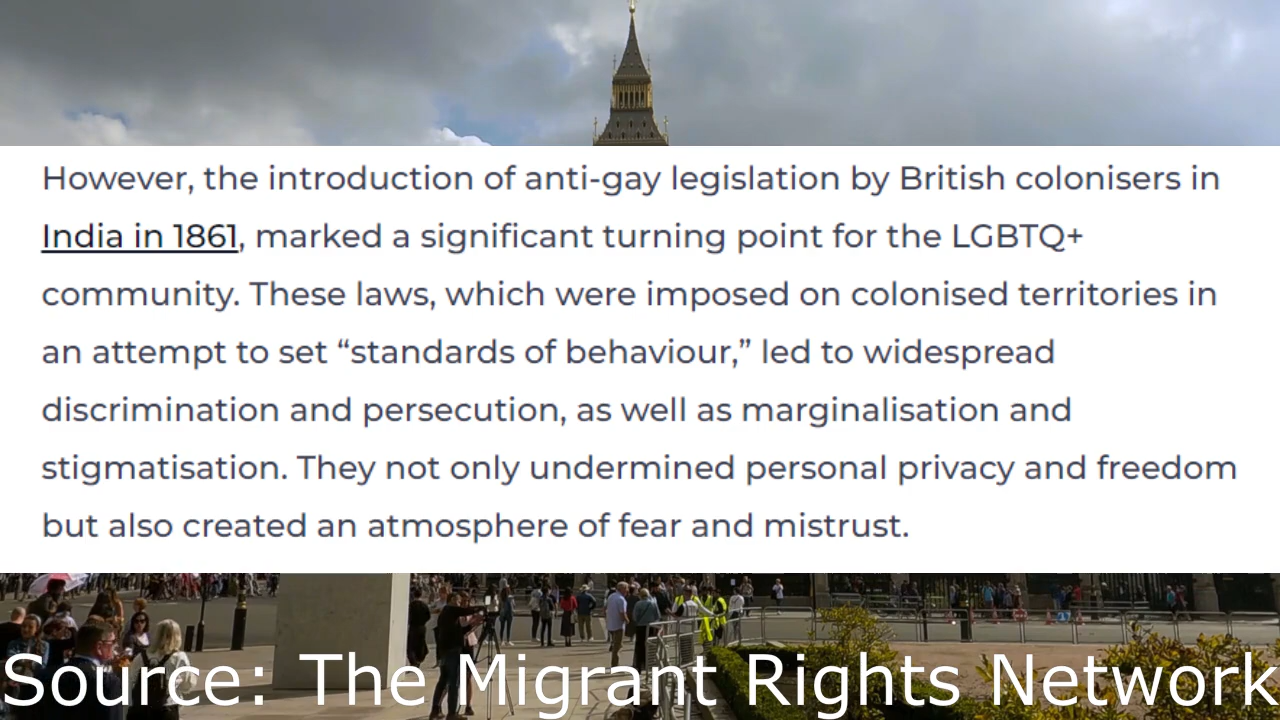 However, the introduction of anti-gay legislation by British colonisers in
India in 1861, marked a significant turning point for the LGBTQ+
community. These laws, which were imposed on colonised territories in
an attempt to set “standards of behaviour,” led to widespread
discrimination and persecution, as well as marginalisation and
stigmatisation. They not only undermined personal privacy and freedom
but also created an atmosphere of fear and mistrust.
Source: The Migrant Rights Network